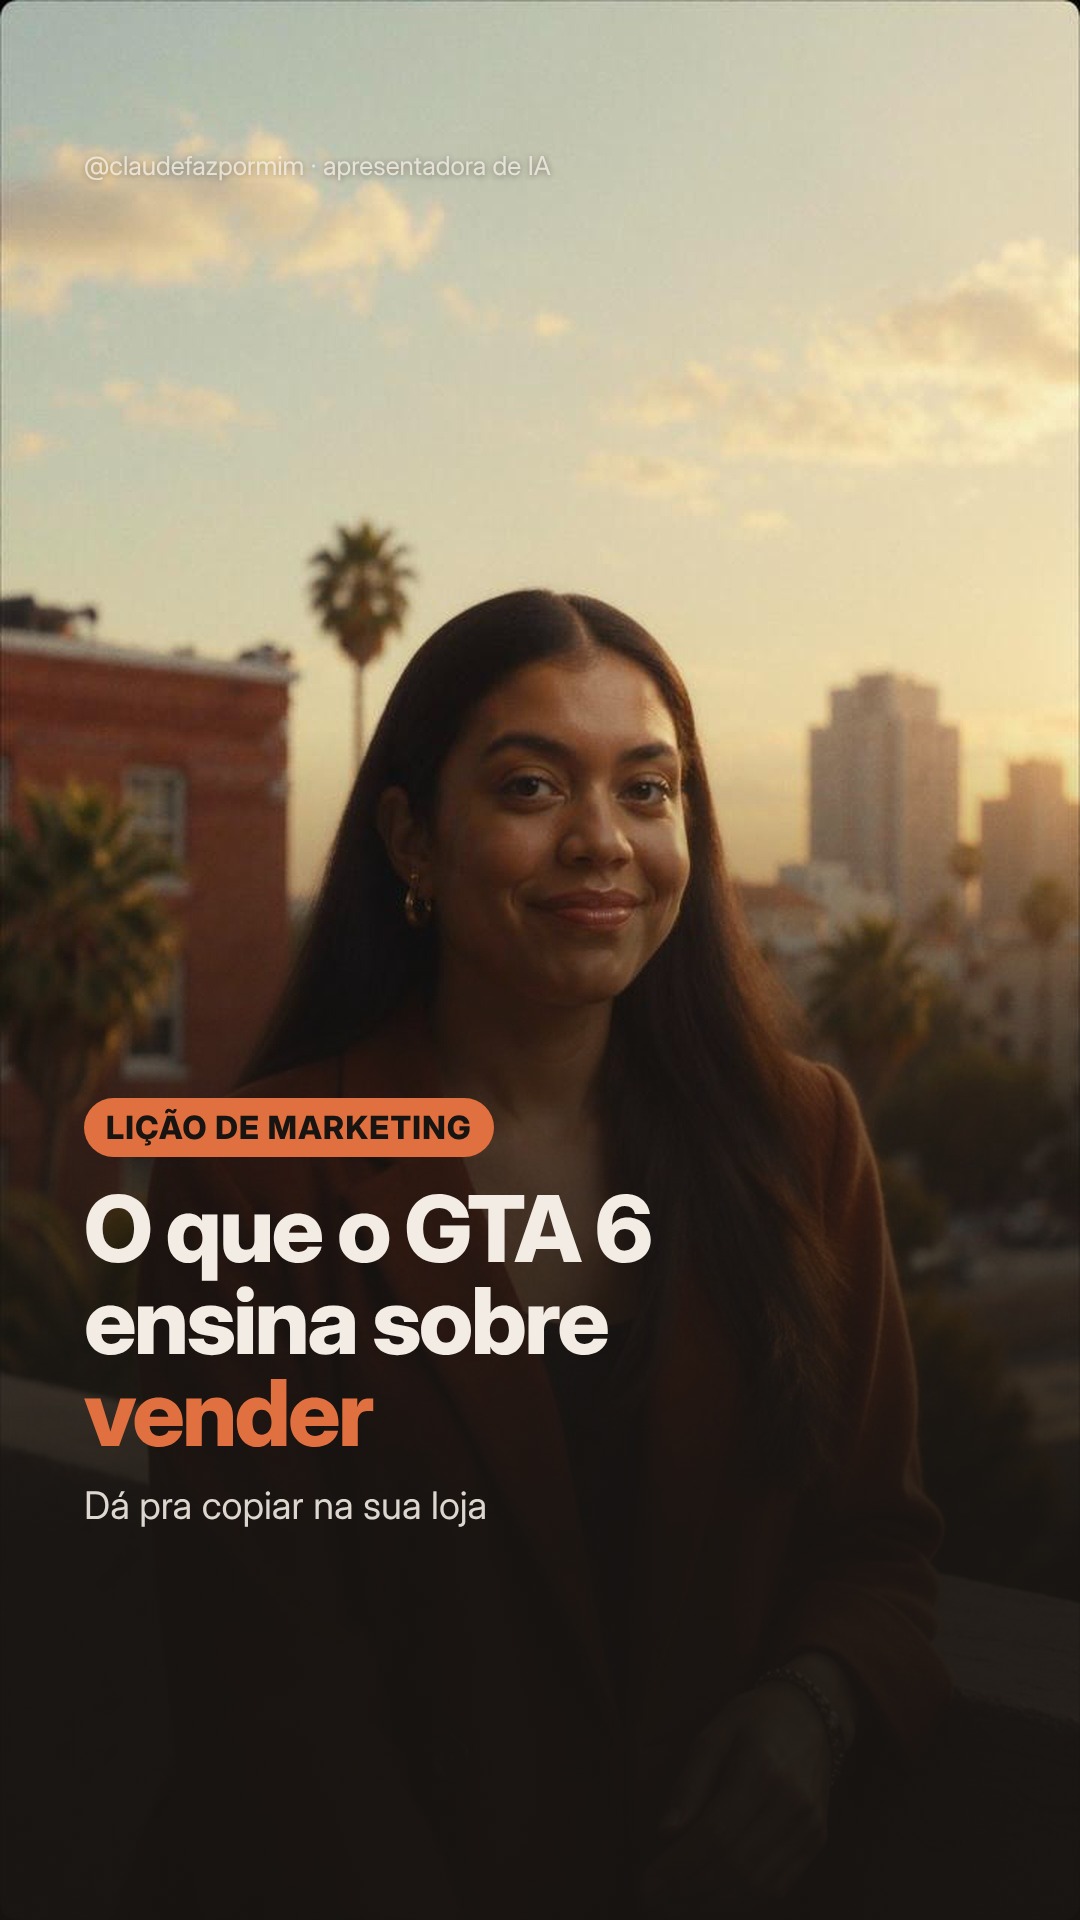 @claudefazpormim · apresentadora de IA
LIÇÃO DE MARKETING
O que o GTA 6
ensina sobre
vender
Dá pra copiar na sua loja